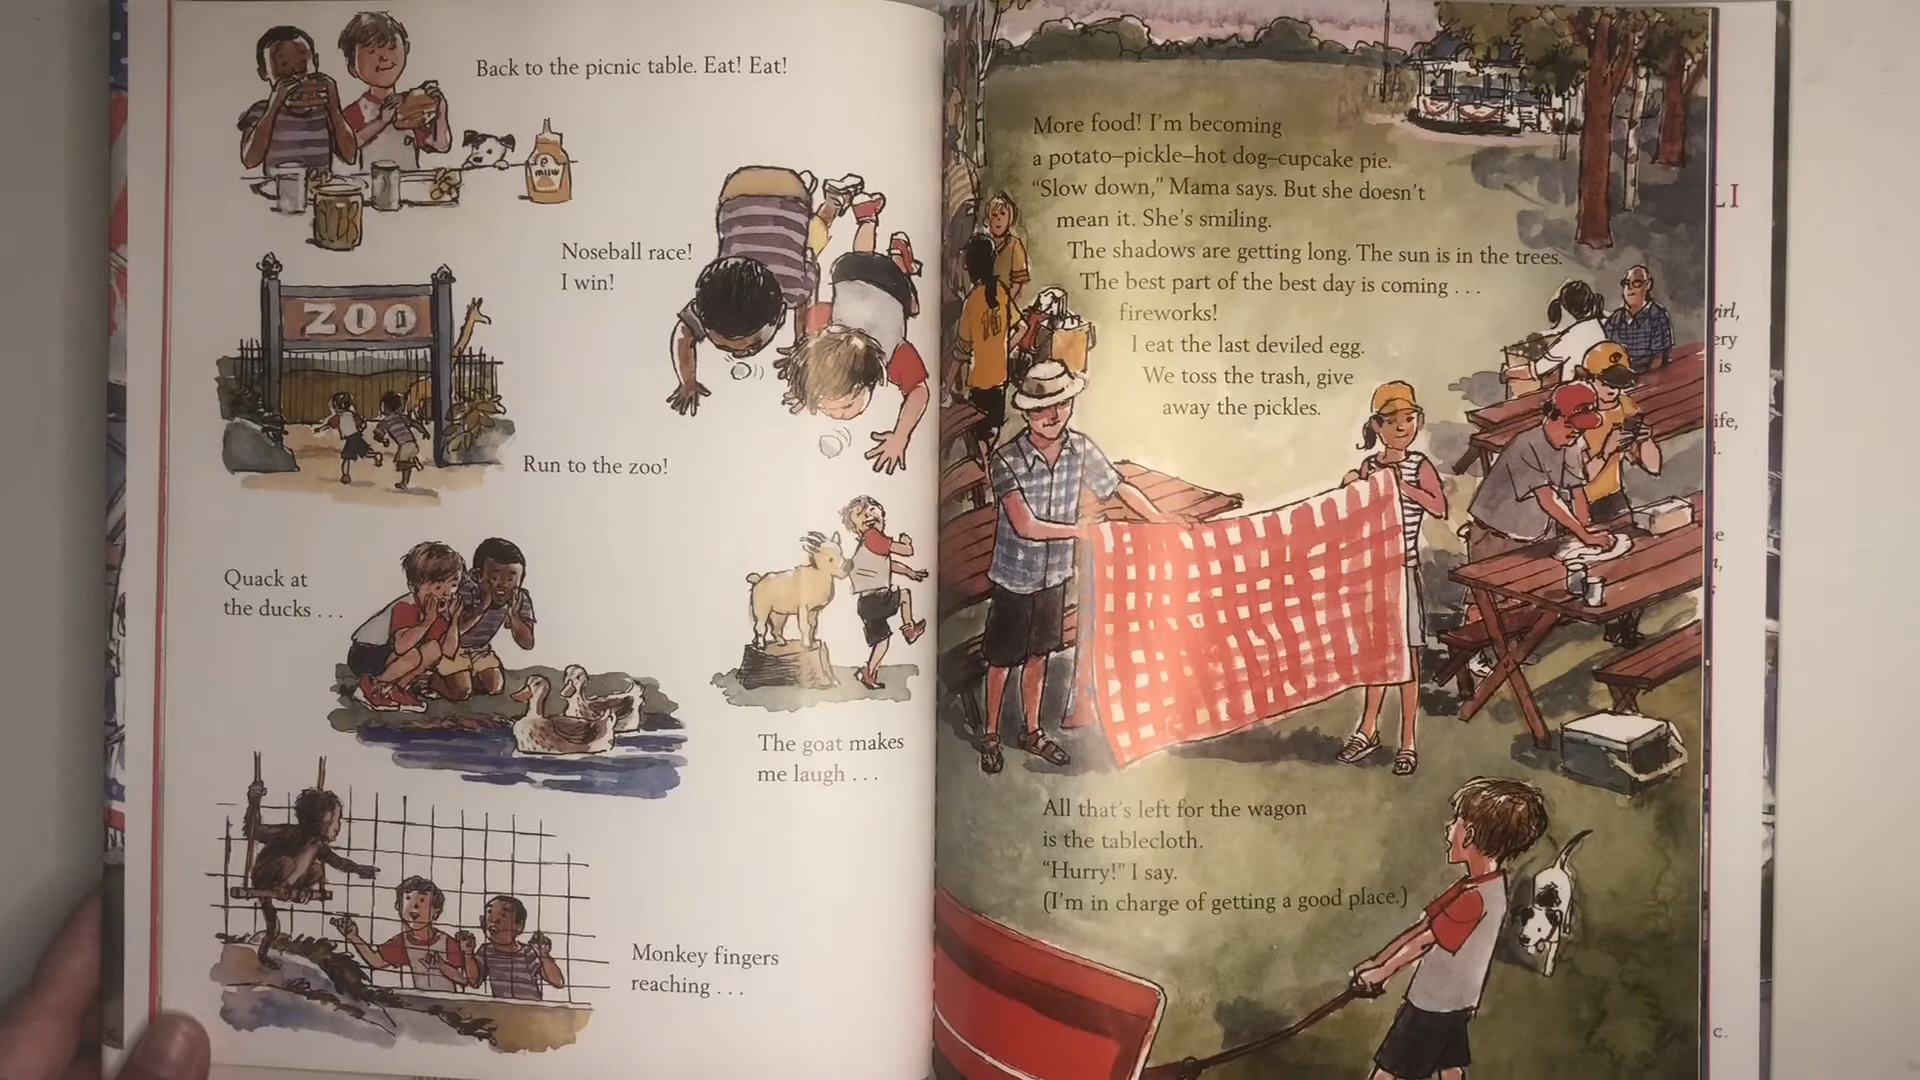 Back to the picnic table. Eat! Eat!
Noseball race!
I win!
ZOO
Run to the zoo!
Quack at
the ducks . . .
The goat makes
me laugh . . .
Monkey fingers
reaching . . .
More food! I'm becoming
a potato–pickle–hot dog–cupcake pie.
“Slow down,” Mama says. But she doesn't
mean it. She's smiling.
The shadows are getting long. The sun is in the trees.
The best part of the best day is coming . . .
fireworks!
I eat the last deviled egg.
We toss the trash, give
away the pickles.
All that's left for the wagon
is the tablecloth.
“Hurry!” I say.
(I'm in charge of getting a good place.)
is